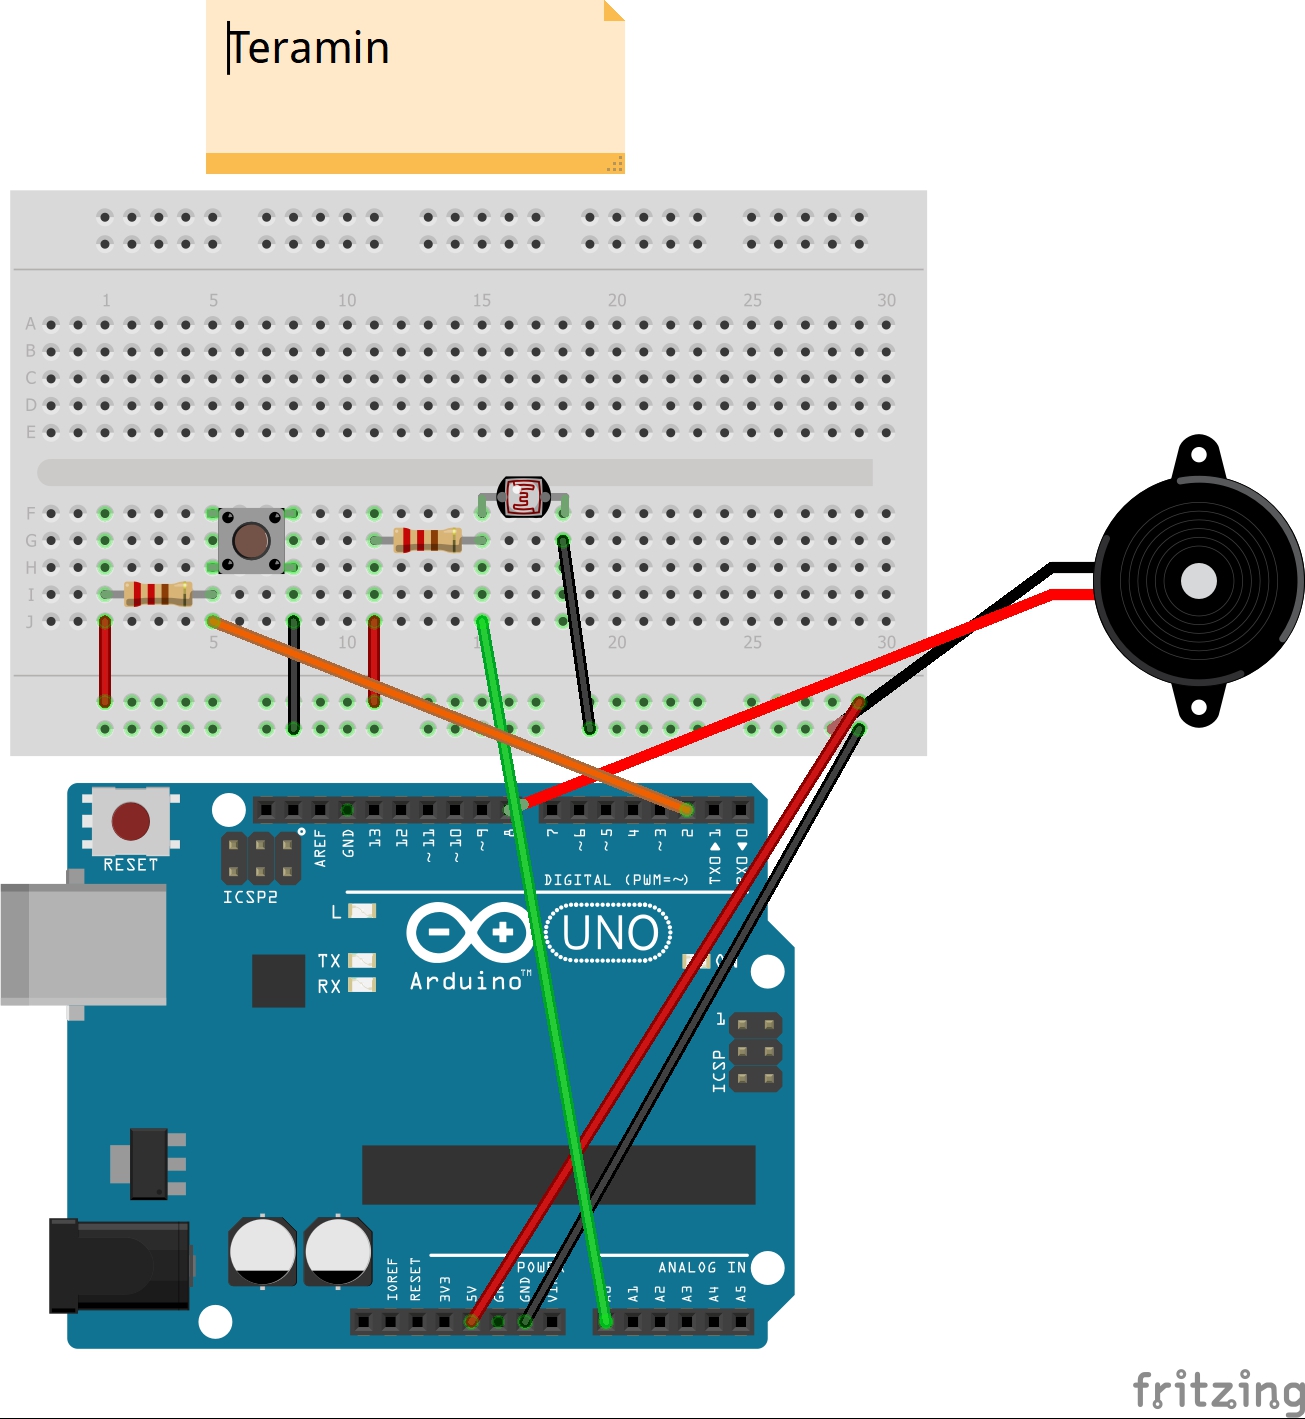 Teramin
1 5 10 15 20 25 30
A
B
C
D
E
F
G
H
I
J
5 10 20 25 30
RESET
ICSP2
AREF
GND
13
12
~11
~10
~9
8
7
~6
~5
4
~3
2
TX0▶1
RX0◀0
DIGITAL (PWM=~)
L
TX
RX
Arduino™
UNO
ON
1
ICSP
POWER
ANALOG IN
IOREF
RESET
3V3
5V
GND
GND
VIN
A0
A1
A2
A3
A4
A5
fritzing